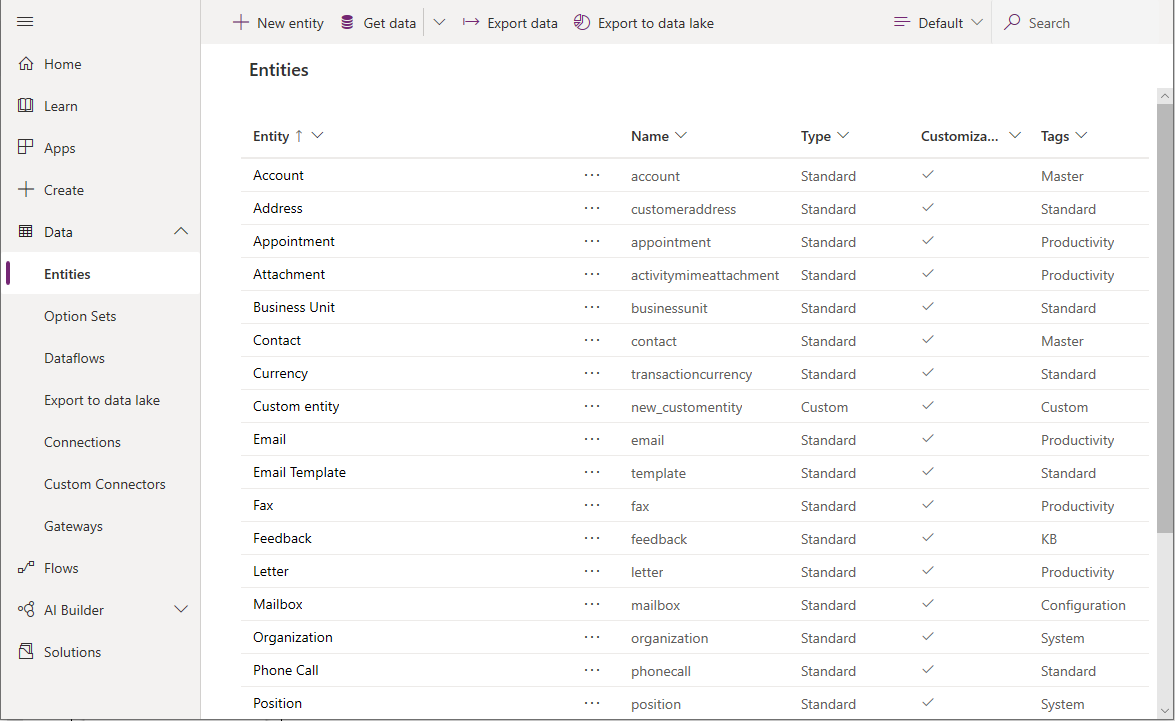 New entity Get data Export data Export to data lake Default Search
Home
Learn
Apps
Create
Data
Entities
Option Sets
Dataflows
Export to data lake
Connections
Custom Connectors
Gateways
Flows
AI Builder
Solutions
Entities
Entity ↑ Name Type Customiza... Tags
Account ... account Standard Master
Address ... customeraddress Standard Standard
Appointment ... appointment Standard Productivity
Attachment ... activitymimeattachment Standard Productivity
Business Unit ... businessunit Standard Standard
Contact ... contact Standard Master
Currency ... transactioncurrency Standard Standard
Custom entity ... new_customentity Custom Custom
Email ... email Standard Productivity
Email Template ... template Standard Standard
Fax ... fax Standard Productivity
Feedback ... feedback Standard KB
Letter ... letter Standard Productivity
Mailbox ... mailbox Standard Configuration
Organization ... organization Standard System
Phone Call ... phonecall Standard Standard
Position ... position Standard System